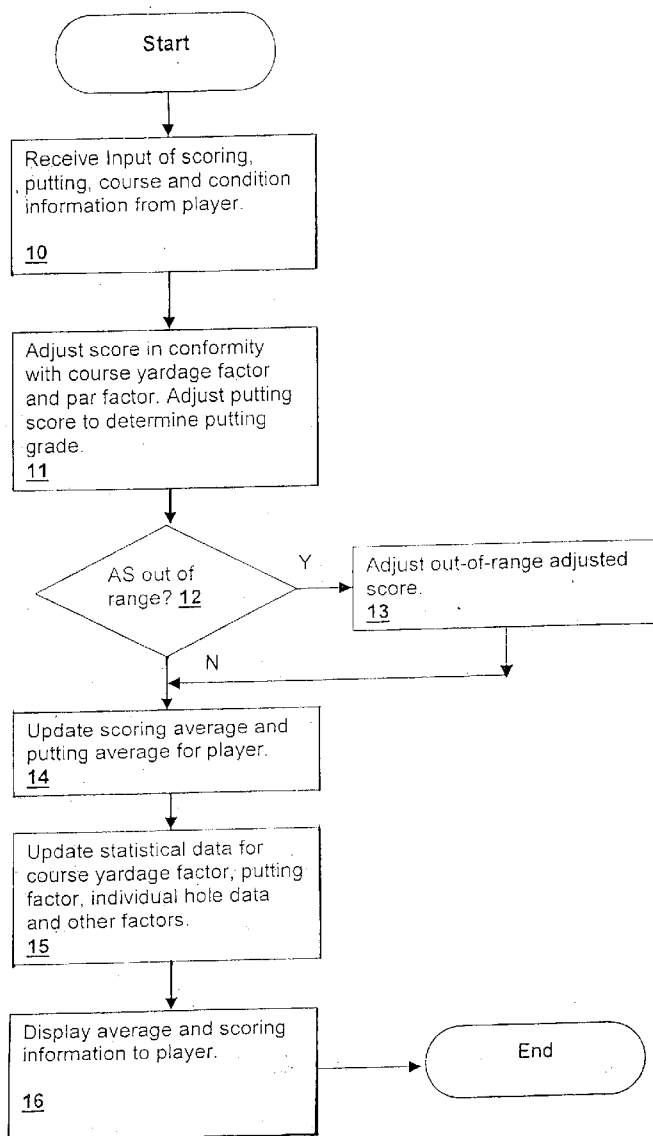 Start
Receive Input of scoring,
putting, course and condition
information from player.
10
Adjust score in conformity
with course yardage factor
and par factor. Adjust putting
score to determine putting
grade.
11
AS out of
range? 12
Y
Adjust out-of-range adjusted
score.
13
N
Update scoring average and
putting average for player.
14
Update statistical data for
course yardage factor, putting
factor, individual hole data
and other factors.
15
Display average and scoring
information to player.
16
End